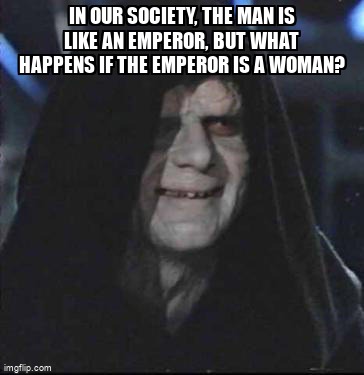 IN OUR SOCIETY, THE MAN IS
LIKE AN EMPEROR, BUT WHAT
HAPPENS IF THE EMPEROR IS A WOMAN?
imgflip.com